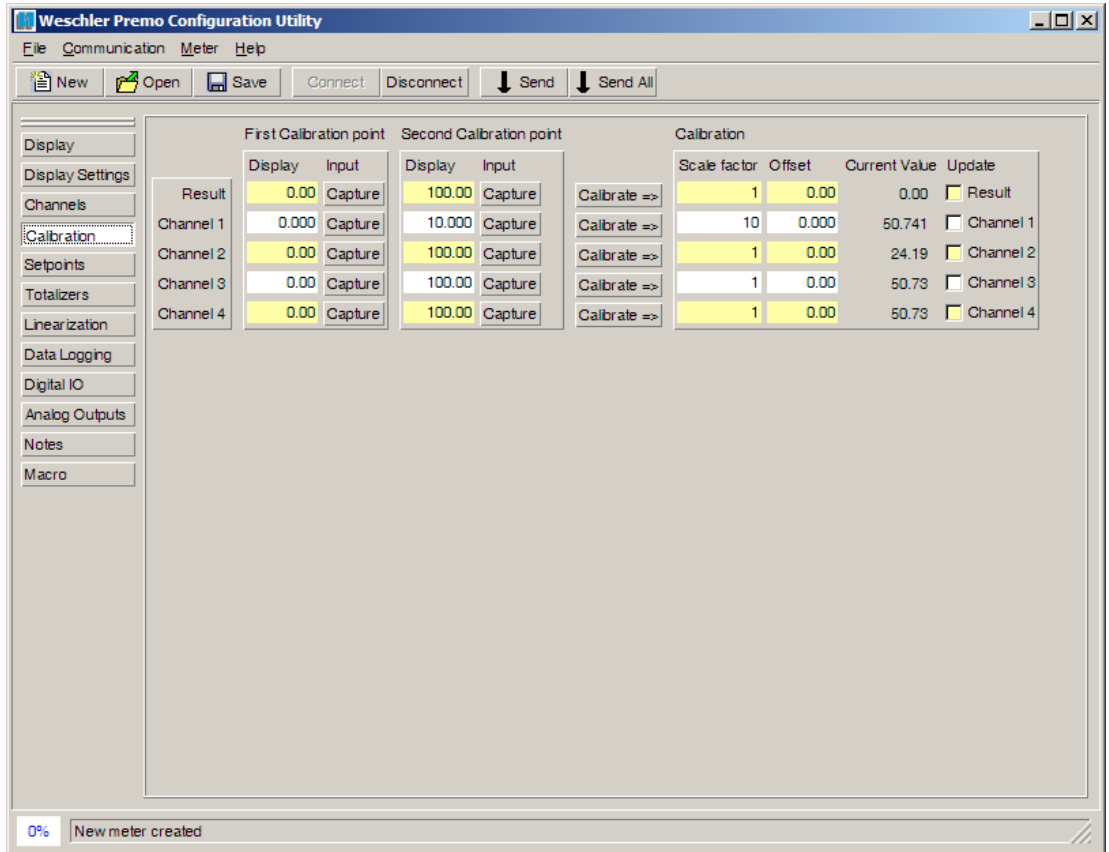 Weschler Premo Configuration Utility
File Communication Meter Help
New Open Save Connect Disconnect Send Send All
Display
Display Settings
Channels
Calibration
Setpoints
Totalizers
Linearization
Data Logging
Digital IO
Analog Outputs
Notes
Macro
First Calibration point Second Calibration point Calibration
Display Input Display Input Scale factor Offset Current Value Update
Result 0.00 Capture 100.00 Capture Calibrate => 1 0.00 0.00 Result
Channel 1 0.000 Capture 10.000 Capture Calibrate => 10 0.000 50.741 Channel 1
Channel 2 0.00 Capture 100.00 Capture Calibrate => 1 0.00 24.19 Channel 2
Channel 3 0.00 Capture 100.00 Capture Calibrate => 1 0.00 50.73 Channel 3
Channel 4 0.00 Capture 100.00 Capture Calibrate => 1 0.00 50.73 Channel 4
0% New meter created